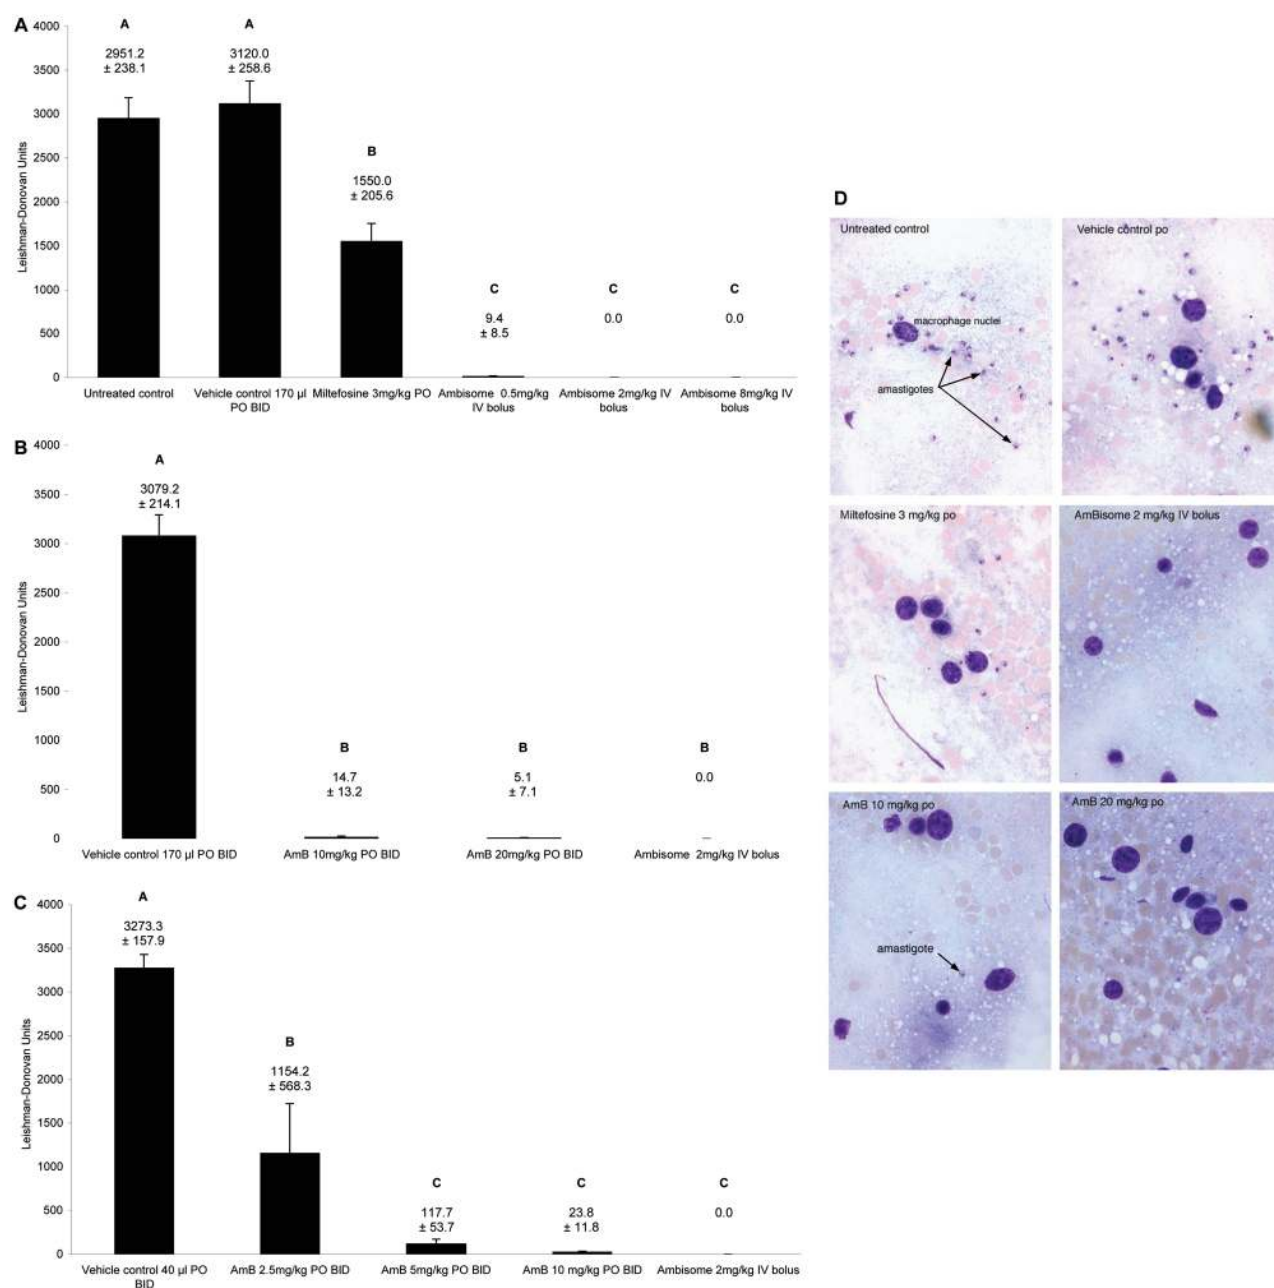 A
4000
3500
3000
2500
2000
1500
1000
500
0
Leishman-Donovan Units
A
2951.2
± 238.1
A
3120.0
± 258.6
B
1550.0
± 205.6
C
9.4
± 8.5
C
0.0
C
0.0
Untreated control
Vehicle control 170 µl
PO BID
Miltefosine 3mg/kg PO
Ambisome 0.5mg/kg
IV bolus
Ambisome 2mg/kg IV
bolus
Ambisome 8mg/kg IV
bolus
B
4000
3500
3000
2500
2000
1500
1000
500
0
Leishman-Donovan Units
A
3079.2
± 214.1
B
14.7
± 13.2
B
5.1
± 7.1
B
0.0
Vehicle control 170 µl PO BID
AmB 10mg/kg PO BID
AmB 20mg/kg PO BID
Ambisome 2mg/kg IV bolus
C
4000
3500
3000
2500
2000
1500
1000
500
0
Leishman-Donovan Units
A
3273.3
± 157.9
B
1154.2
± 568.3
C
117.7
± 53.7
C
23.8
± 11.8
C
0.0
Vehicle control 40 µl PO
BID
AmB 2.5mg/kg PO BID
AmB 5mg/kg PO BID
AmB 10 mg/kg PO BID
Ambisome 2mg/kg IV bolus
D
Untreated control
macrophage nuclei
amastigotes
Vehicle control po
Miltefosine 3 mg/kg po
AmBisome 2 mg/kg IV bolus
AmB 10 mg/kg po
amastigote
AmB 20 mg/kg po